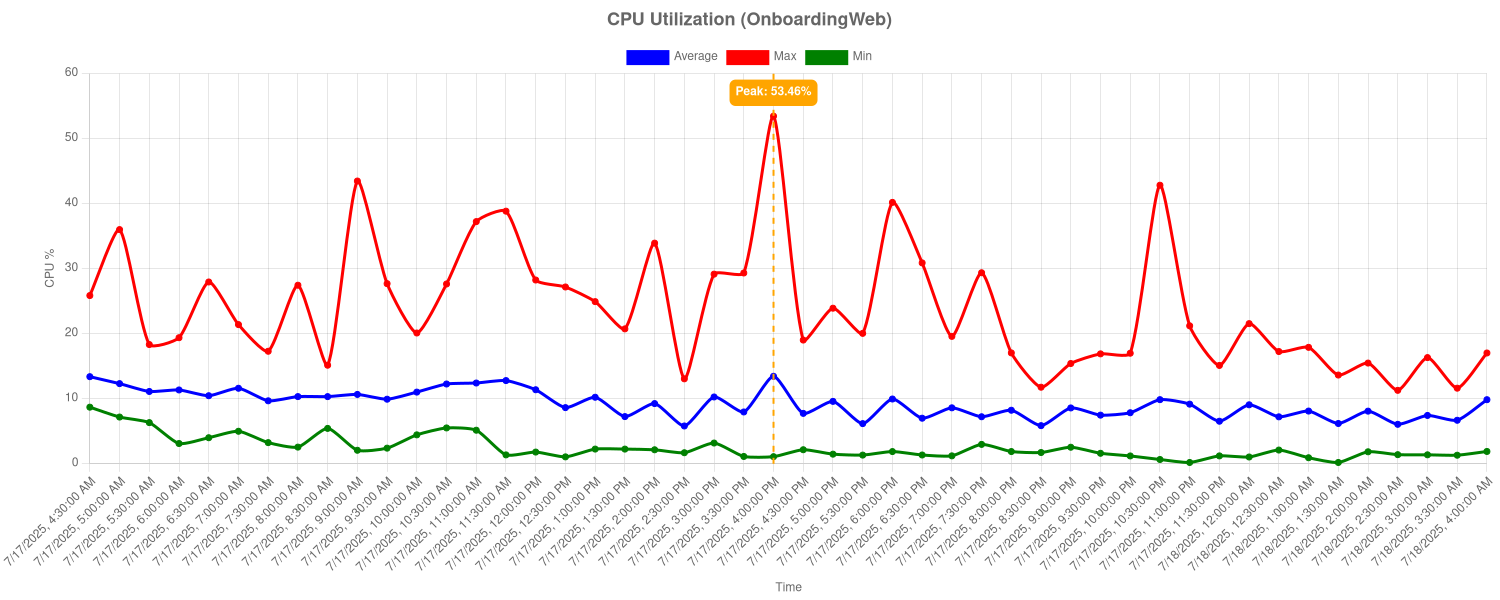 CPU Utilization (OnboardingWeb)
Average Max Min
Peak: 53.46%
60
50
40
30
20
10
0
CPU %
7/17/2025, 4:30:00 AM
7/17/2025, 5:00:00 AM
7/17/2025, 5:30:00 AM
7/17/2025, 6:00:00 AM
7/17/2025, 6:30:00 AM
7/17/2025, 7:00:00 AM
7/17/2025, 7:30:00 AM
7/17/2025, 8:00:00 AM
7/17/2025, 8:30:00 AM
7/17/2025, 9:00:00 AM
7/17/2025, 9:30:00 AM
7/17/2025, 10:00:00 AM
7/17/2025, 10:30:00 AM
7/17/2025, 11:00:00 AM
7/17/2025, 11:30:00 AM
7/17/2025, 12:00:00 PM
7/17/2025, 12:30:00 PM
7/17/2025, 1:00:00 PM
7/17/2025, 1:30:00 PM
7/17/2025, 2:00:00 PM
7/17/2025, 2:30:00 PM
7/17/2025, 3:00:00 PM
7/17/2025, 3:30:00 PM
7/17/2025, 4:00:00 PM
7/17/2025, 4:30:00 PM
7/17/2025, 5:00:00 PM
7/17/2025, 5:30:00 PM
7/17/2025, 6:00:00 PM
7/17/2025, 6:30:00 PM
7/17/2025, 7:00:00 PM
7/17/2025, 7:30:00 PM
7/17/2025, 8:00:00 PM
7/17/2025, 8:30:00 PM
7/17/2025, 9:00:00 PM
7/17/2025, 9:30:00 PM
7/17/2025, 10:00:00 PM
7/17/2025, 10:30:00 PM
7/17/2025, 11:00:00 PM
7/17/2025, 11:30:00 PM
7/18/2025, 12:00:00 AM
7/18/2025, 12:30:00 AM
7/18/2025, 1:00:00 AM
7/18/2025, 1:30:00 AM
7/18/2025, 2:00:00 AM
7/18/2025, 2:30:00 AM
7/18/2025, 3:00:00 AM
7/18/2025, 3:30:00 AM
7/18/2025, 4:00:00 AM
Time